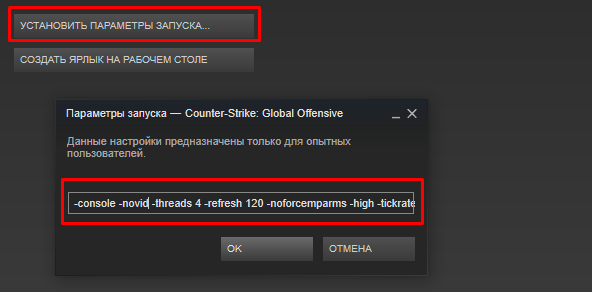 УСТАНОВИТЬ ПАРАМЕТРЫ ЗАПУСКА...
СОЗДАТЬ ЯРЛЫК НА РАБОЧЕМ СТОЛЕ
Параметры запуска — Counter-Strike: Global Offensive
Данные настройки предназначены только для опытных
пользователей.
-console -novid -threads 4 -refresh 120 -noforcemparms -high -tickrate
OK ОТМЕНА